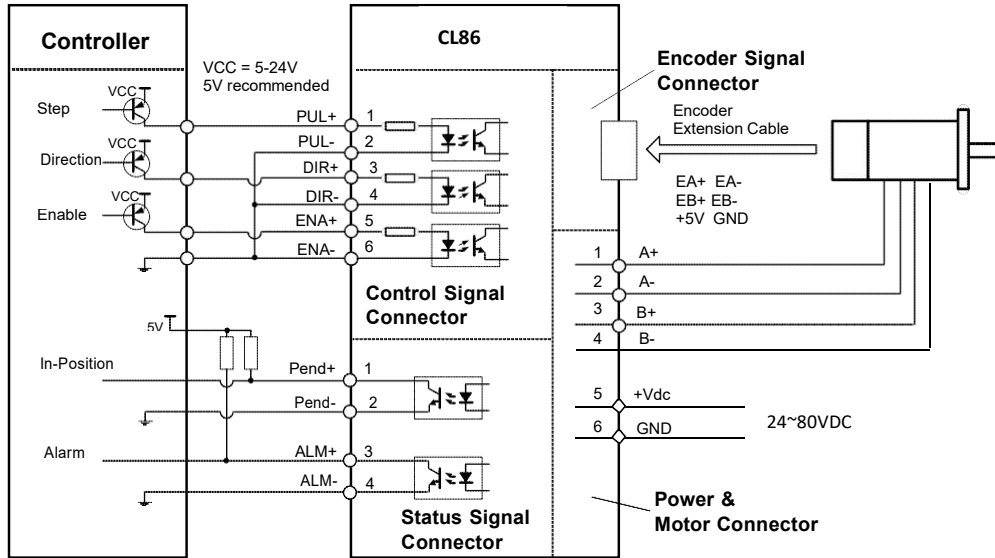 Controller
CL86
VCC = 5-24V
5V recommended
Encoder Signal
Connector
Step
VCC
PUL+
1
PUL-
2
Direction
VCC
DIR+
3
DIR-
4
Enable
VCC
ENA+
5
ENA-
6
Control Signal
Connector
Encoder
Extension Cable
EA+ EA-
EB+ EB-
+5V GND
1
A+
2
A-
3
B+
4
B-
5V
In-Position
Pend+
1
Pend-
2
Alarm
ALM+
3
ALM-
4
Status Signal
Connector
5
+Vdc
6
GND
24~80VDC
Power &
Motor Connector